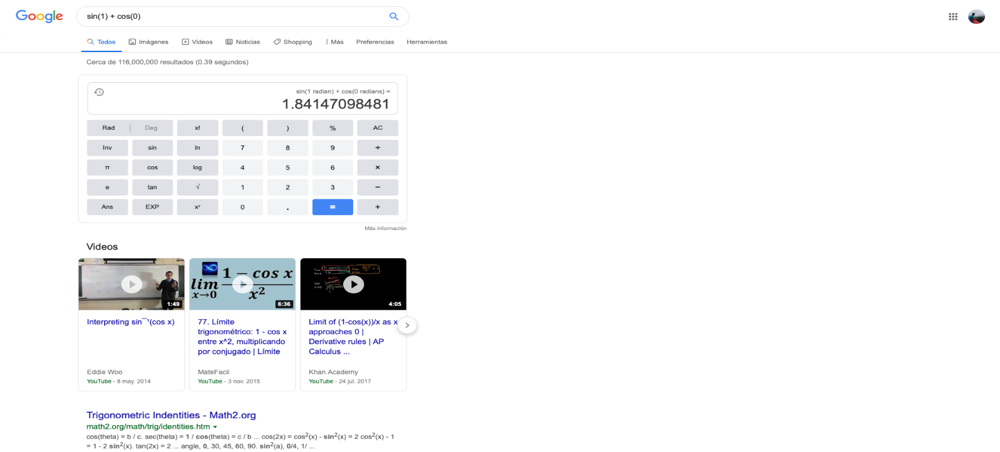 Google
sin(1) + cos(0)
Todos Imágenes Videos Noticias Shopping Más Preferencias Herramientas
Cerca de 116,000,000 resultados (0.39 segundos)
sin(1 radian) + cos(0 radians) =
1.84147098481
Rad | Deg x! ( ) % AC
Inv sin ln 7 8 9 ÷
π cos log 4 5 6 ×
e tan √ 1 2 3 −
Ans EXP xʸ 0 . = +
Más información
Videos
lim x→0 1 − cos x / x²
1:49 6:36 4:05
Interpreting sin¯¹(cos x)
Eddie Woo
YouTube - 8 may. 2014
77. Límite
trigonométrico: 1 - cos x
entre x^2, multiplicando
por conjugado | Límite
MateFacil
YouTube - 3 nov. 2015
Limit of (1-cos(x))/x as x
approaches 0 |
Derivative rules | AP
Calculus ...
Khan Academy
YouTube - 24 jul. 2017
Trigonometric Indentities - Math2.org
math2.org/math/trig/identities.htm
cos(theta) = b / c. sec(theta) = 1 / cos(theta) = c / b ... cos(2x) = cos²(x) - sin²(x) = 2 cos²(x) - 1
= 1 - 2 sin²(x). tan(2x) = 2 ... angle, 0, 30, 45, 60, 90. sin²(a), 0/4, 1/ ...